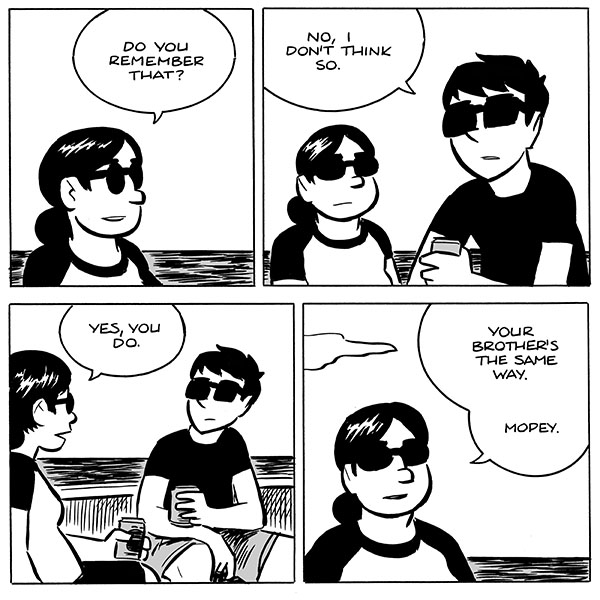 DO YOU
REMEMBER
THAT?
NO, I
DON'T THINK
SO.
YES, YOU
DO.
YOUR
BROTHER'S
THE SAME
WAY.
MOPEY.